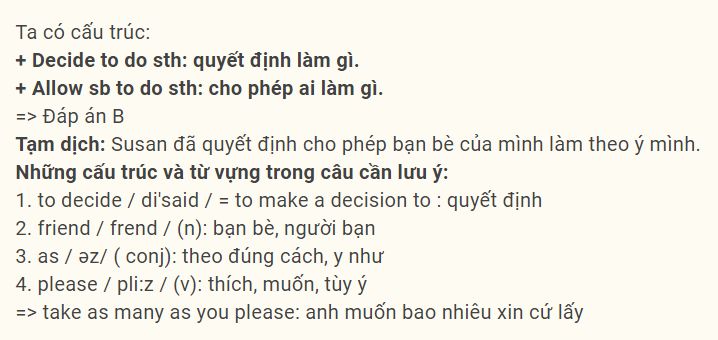 Ta có cấu trúc:
+ Decide to do sth: quyết định làm gì.
+ Allow sb to do sth: cho phép ai làm gì.
=> Đáp án B
Tạm dịch: Susan đã quyết định cho phép bạn bè của mình làm theo ý mình.
Những cấu trúc và từ vựng trong câu cần lưu ý:
1. to decide / di'said / = to make a decision to : quyết định
2. friend / frend / (n): bạn bè, người bạn
3. as / əz/ ( conj): theo đúng cách, y như
4. please / pli:z / (v): thích, muốn, tùy ý
=> take as many as you please: anh muốn bao nhiêu xin cứ lấy